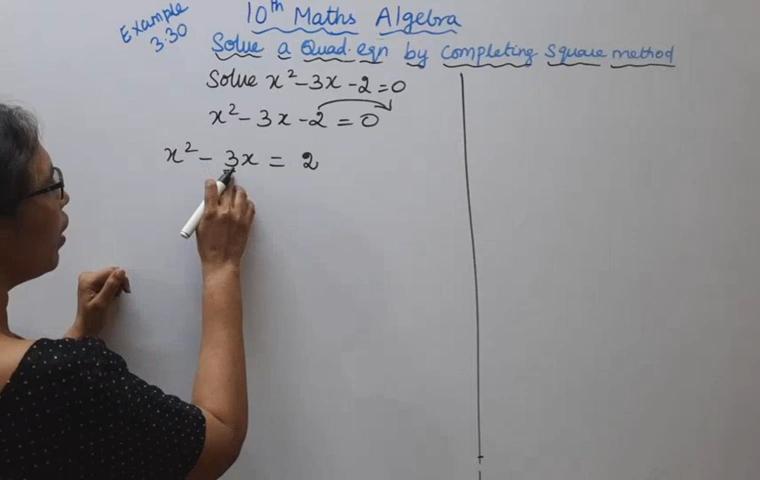 Example 3.30
10th Maths Algebra
Solve a Quad. eqn by Completing Square method
Solve x² - 3x - 2 = 0
x² - 3x - 2 = 0
x² - 3x = 2